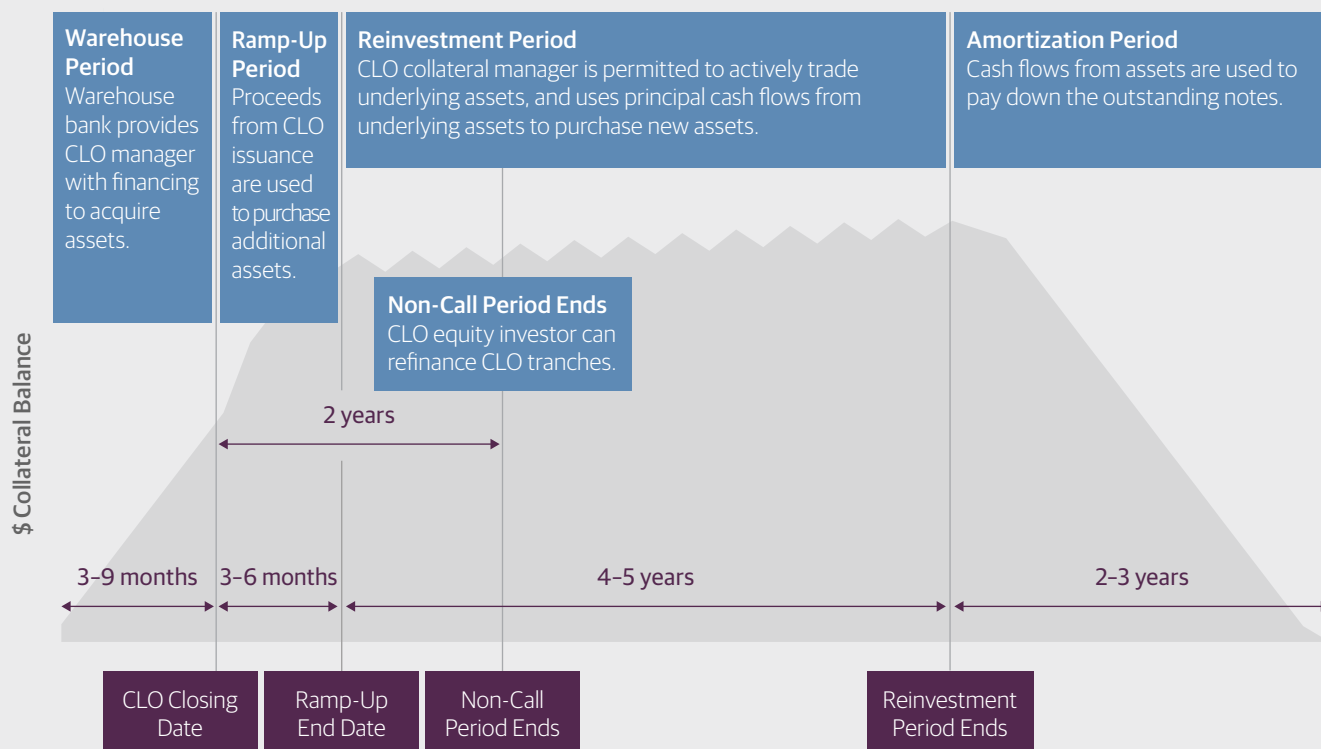 Warehouse
Period
Warehouse
bank provides
CLO manager
with financing
to acquire
assets.
Ramp-Up
Period
Proceeds
from CLO
issuance
are used
to purchase
additional
assets.
Reinvestment Period
CLO collateral manager is permitted to actively trade
underlying assets, and uses principal cash flows from
underlying assets to purchase new assets.
Amortization Period
Cash flows from assets are used to
pay down the outstanding notes.
Non-Call Period Ends
CLO equity investor can
refinance CLO tranches.
$ Collateral Balance
2 years
3–9 months
3–6 months
4–5 years
2–3 years
CLO Closing
Date
Ramp-Up
End Date
Non-Call
Period Ends
Reinvestment
Period Ends